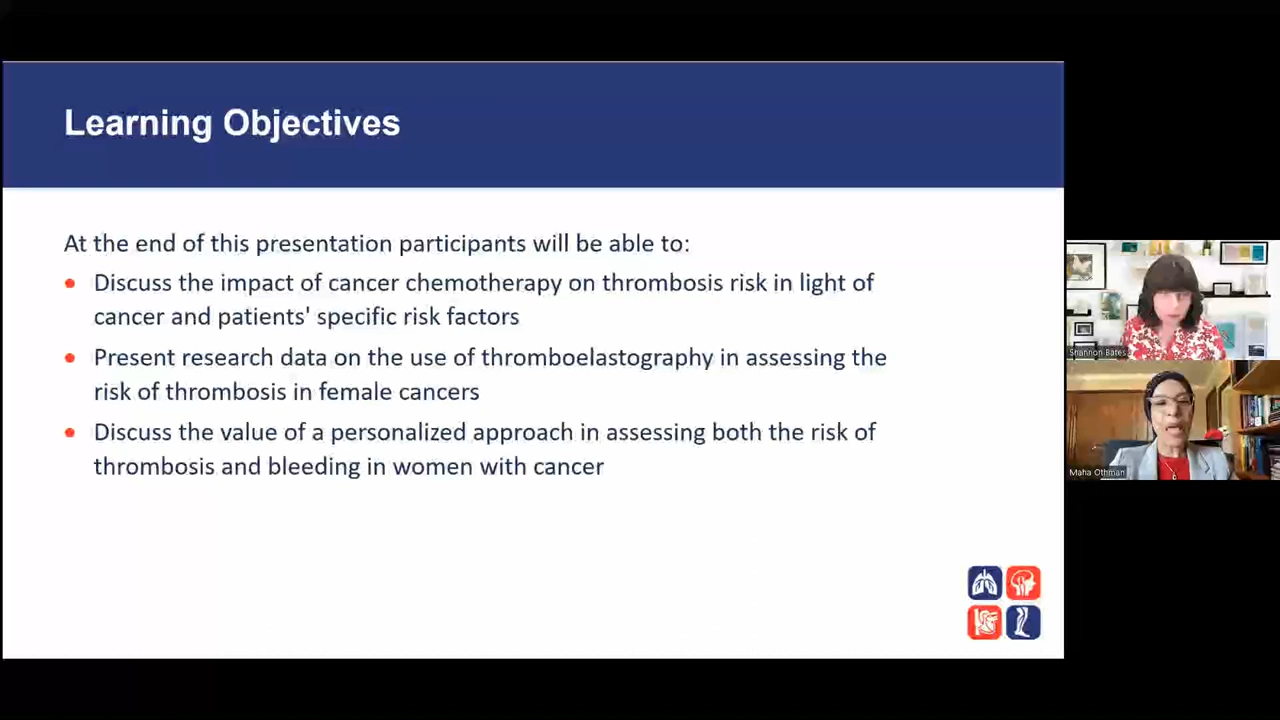 Learning Objectives
At the end of this presentation participants will be able to:
Discuss the impact of cancer chemotherapy on thrombosis risk in light of
cancer and patients' specific risk factors
Present research data on the use of thromboelastography in assessing the
risk of thrombosis in female cancers
Discuss the value of a personalized approach in assessing both the risk of
thrombosis and bleeding in women with cancer
Shannon Bates
Maha Othman